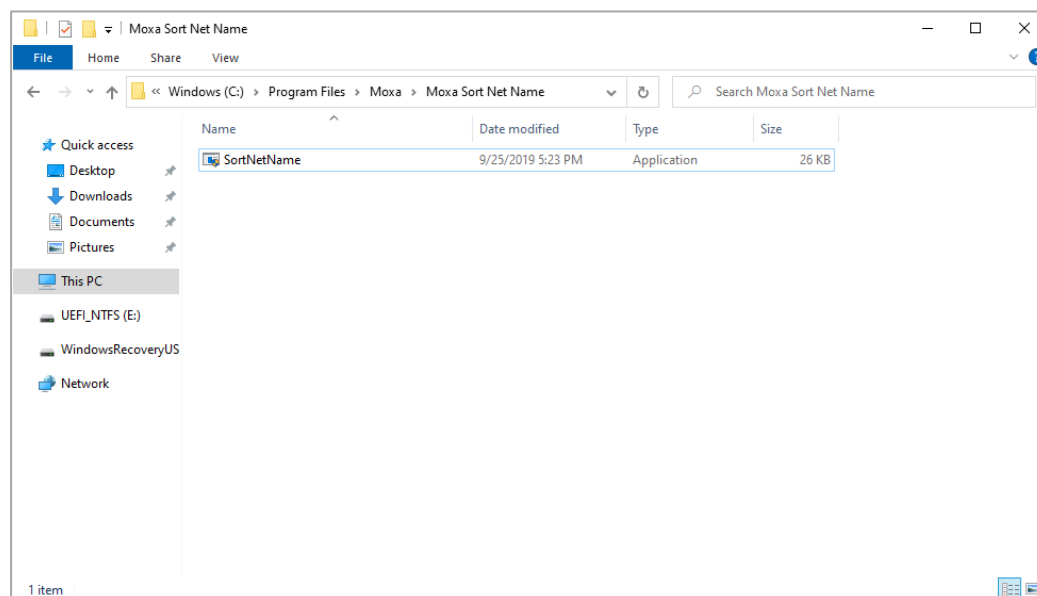 Moxa Sort Net Name
File Home Share View
« Windows (C:) > Program Files > Moxa > Moxa Sort Net Name
Search Moxa Sort Net Name
Name Date modified Type Size
SortNetName 9/25/2019 5:23 PM Application 26 KB
Quick access
Desktop
Downloads
Documents
Pictures
This PC
UEFI_NTFS (E:)
WindowsRecoveryUS
Network
1 item